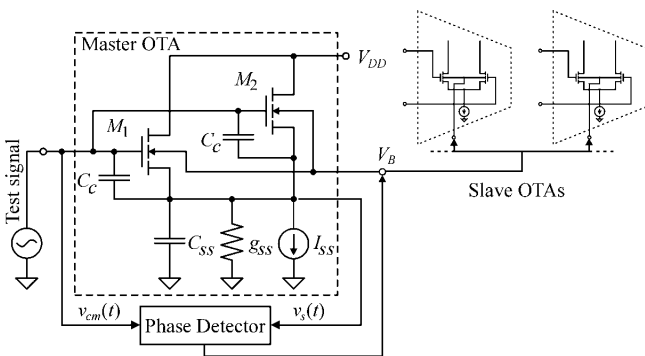 Master OTA
V_DD
M_2
M_1
C_c
C_c
V_B
Slave OTAs
Test signal
C_ss
g_ss
I_ss
v_cm(t)
v_s(t)
Phase Detector